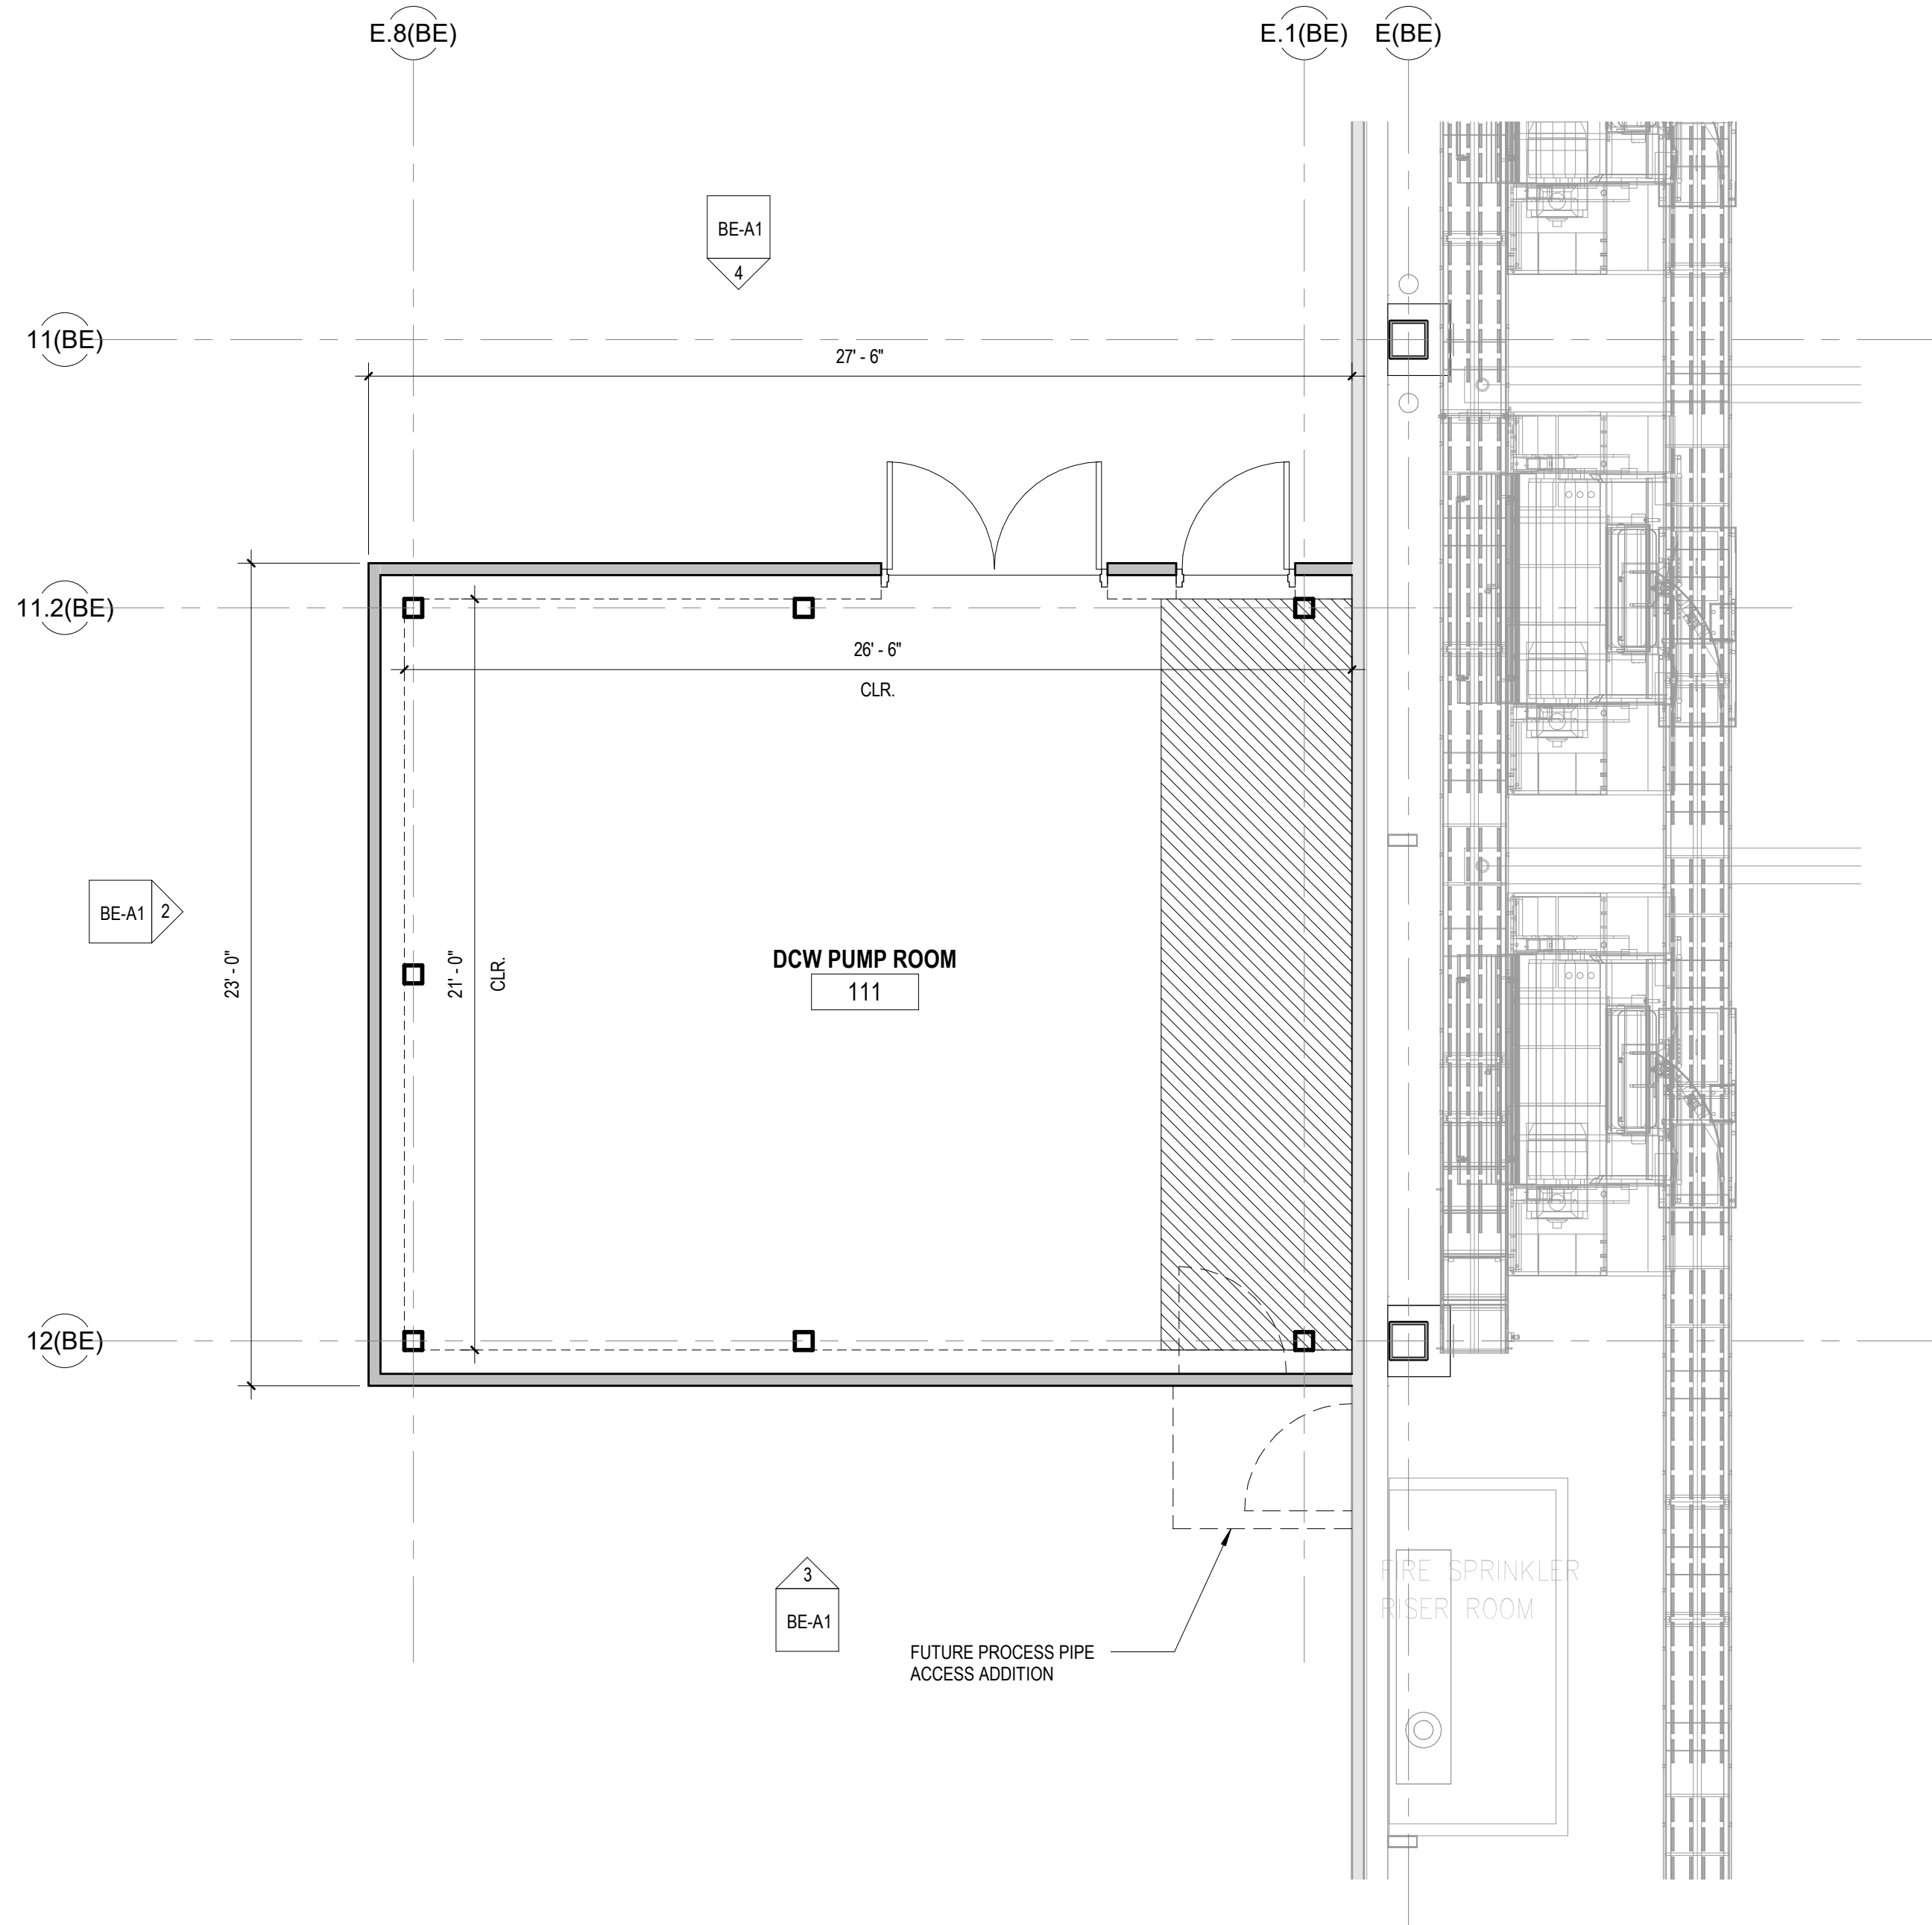 E.8(BE)
E.1(BE)
E(BE)
BE-A1
4
11(BE)
27' - 6"
11.2(BE)
26' - 6"
CLR.
BE-A1
2
23' - 0"
21' - 0"
CLR.
DCW PUMP ROOM
111
12(BE)
3
BE-A1
FIRE SPRINKLER
RISER ROOM
FUTURE PROCESS PIPE
ACCESS ADDITION